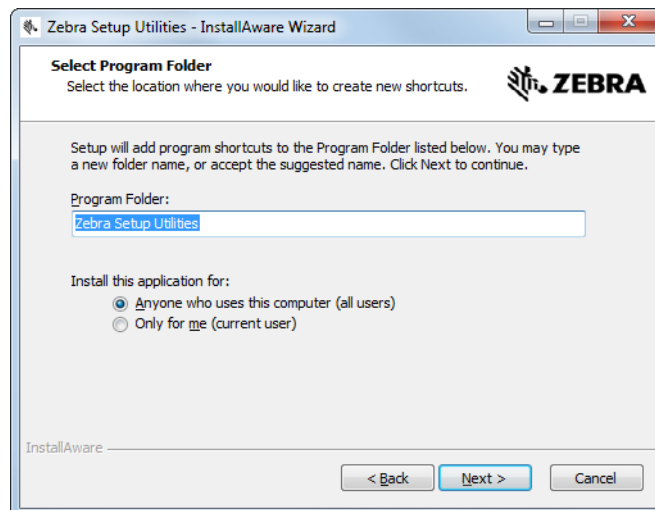 Zebra Setup Utilities - InstallAware Wizard
Select Program Folder
Select the location where you would like to create new shortcuts.
ZEBRA
Setup will add program shortcuts to the Program Folder listed below. You may type
a new folder name, or accept the suggested name. Click Next to continue.
Program Folder:
Zebra Setup Utilities
Install this application for:
Anyone who uses this computer (all users)
Only for me (current user)
InstallAware
< Back
Next >
Cancel